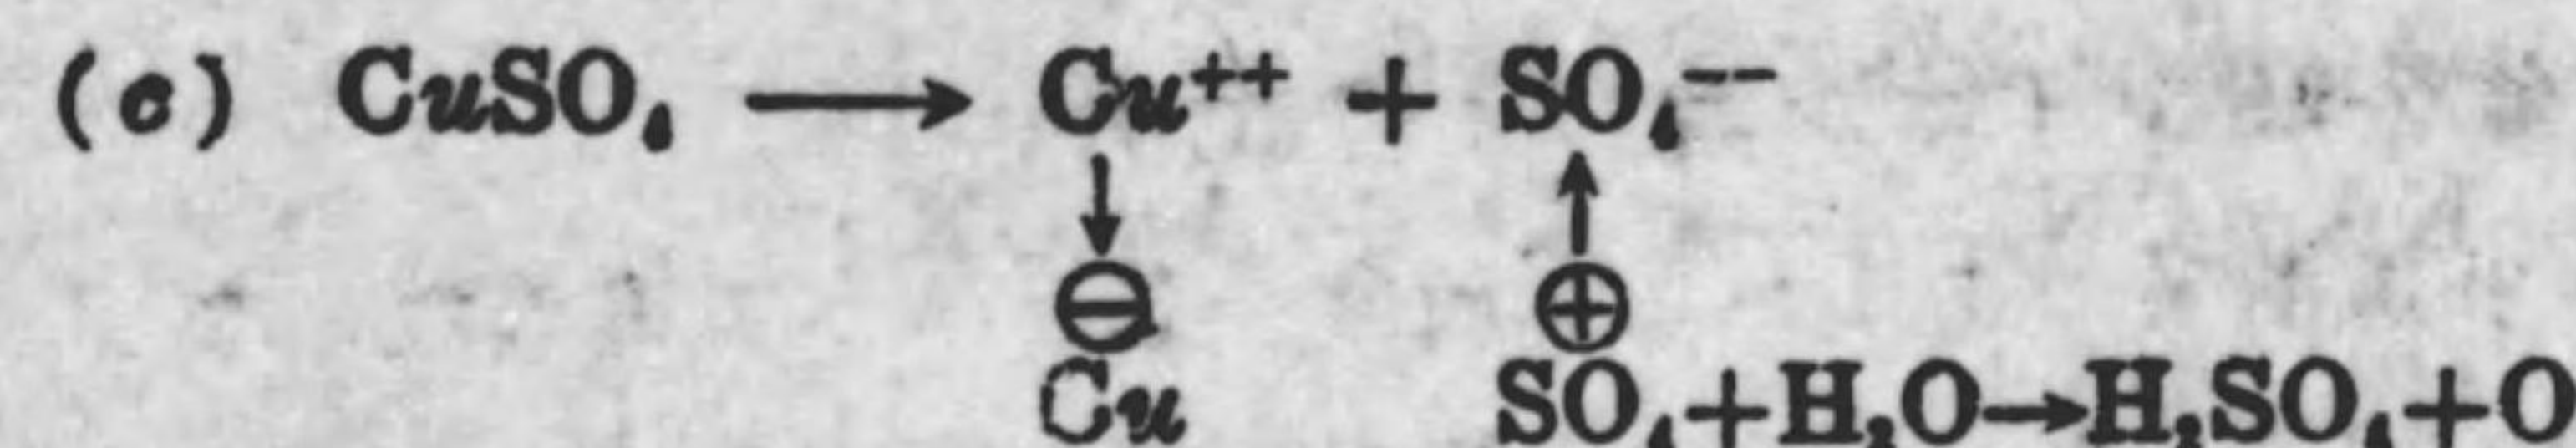 (c) CuSO₄ ⟶ Cu⁺⁺ + SO₄⁻⁻
↓ ↑
⊖ ⊕
Cu SO₄+H₂O→H₂SO₄+O